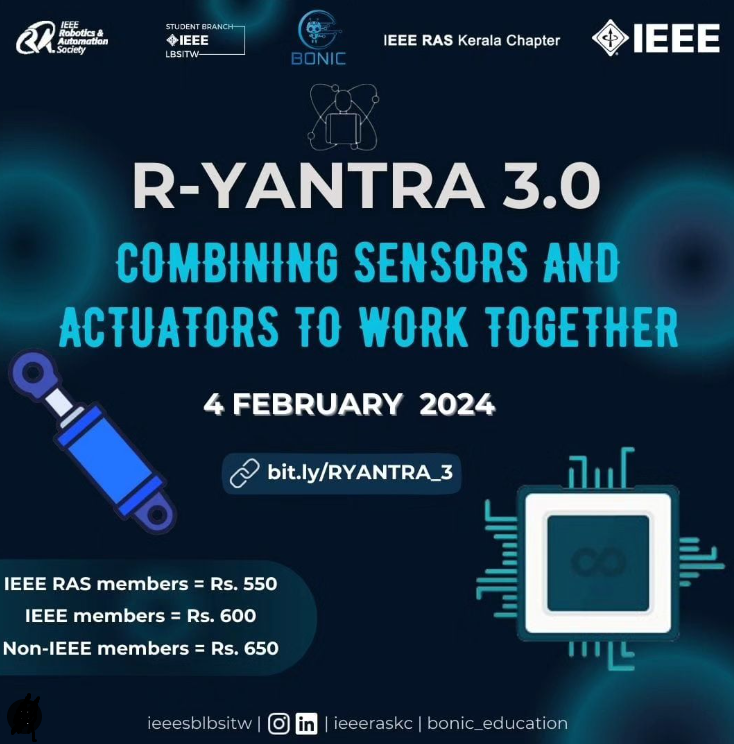 IEEE
Robotics &
Automation
Society
STUDENT BRANCH
IEEE
LBSITW
BONIC
IEEE RAS Kerala Chapter
IEEE
R-YANTRA 3.0
COMBINING SENSORS AND
ACTUATORS TO WORK TOGETHER
4 FEBRUARY 2024
bit.ly/RYANTRA_3
IEEE RAS members = Rs. 550
IEEE members = Rs. 600
Non-IEEE members = Rs. 650
ieeesblbsitw | in | ieeeraskc | bonic_education